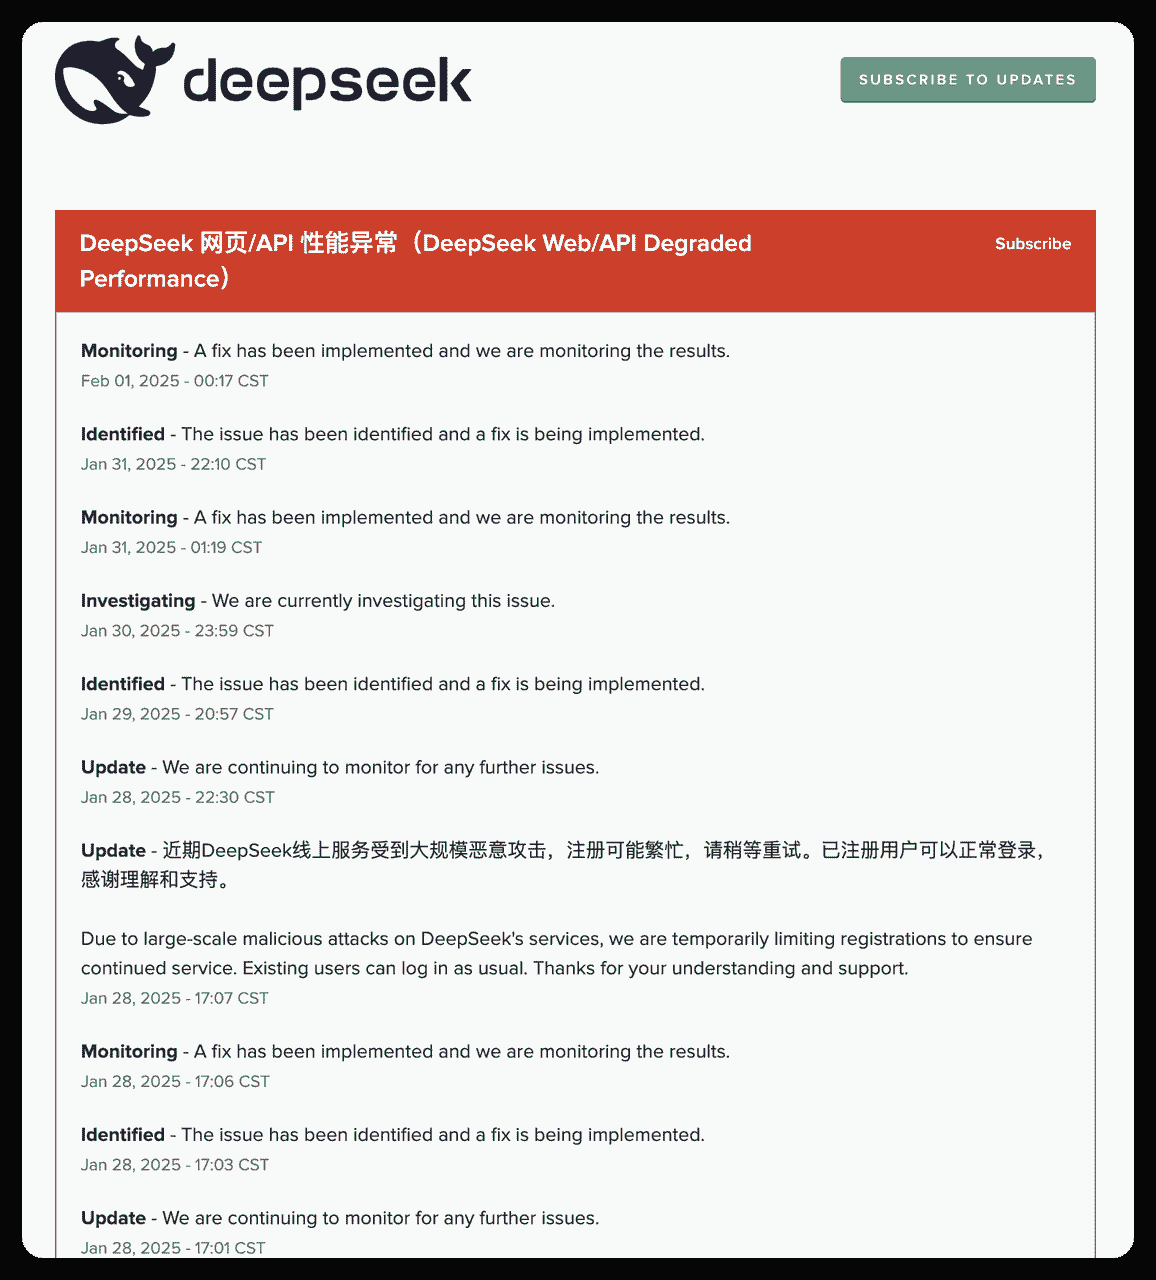 deepseek
SUBSCRIBE TO UPDATES
DeepSeek 网页/API 性能异常（DeepSeek Web/API Degraded
Performance）
Subscribe
Monitoring - A fix has been implemented and we are monitoring the results.
Feb 01, 2025 - 00:17 CST
Identified - The issue has been identified and a fix is being implemented.
Jan 31, 2025 - 22:10 CST
Monitoring - A fix has been implemented and we are monitoring the results.
Jan 31, 2025 - 01:19 CST
Investigating - We are currently investigating this issue.
Jan 30, 2025 - 23:59 CST
Identified - The issue has been identified and a fix is being implemented.
Jan 29, 2025 - 20:57 CST
Update - We are continuing to monitor for any further issues.
Jan 28, 2025 - 22:30 CST
Update - 近期DeepSeek线上服务受到大规模恶意攻击，注册可能繁忙，请稍等重试。已注册用户可以正常登录，
感谢理解和支持。
Due to large-scale malicious attacks on DeepSeek's services, we are temporarily limiting registrations to ensure
continued service. Existing users can log in as usual. Thanks for your understanding and support.
Jan 28, 2025 - 17:07 CST
Monitoring - A fix has been implemented and we are monitoring the results.
Jan 28, 2025 - 17:06 CST
Identified - The issue has been identified and a fix is being implemented.
Jan 28, 2025 - 17:03 CST
Update - We are continuing to monitor for any further issues.
Jan 28, 2025 - 17:01 CST